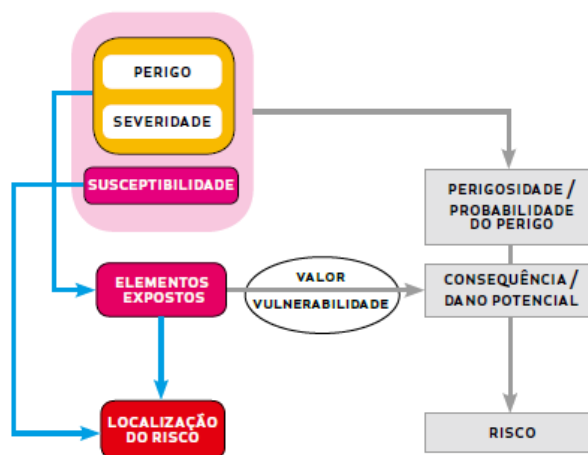 PERIGO
SEVERIDADE
SUSCEPTIBILIDADE
PERIGOSIDADE /
PROBABILIDADE
DO PERIGO
ELEMENTOS
EXPOSTOS
VALOR
VULNERABILIDADE
CONSEQUÊNCIA /
DANO POTENCIAL
LOCALIZAÇÃO
DO RISCO
RISCO